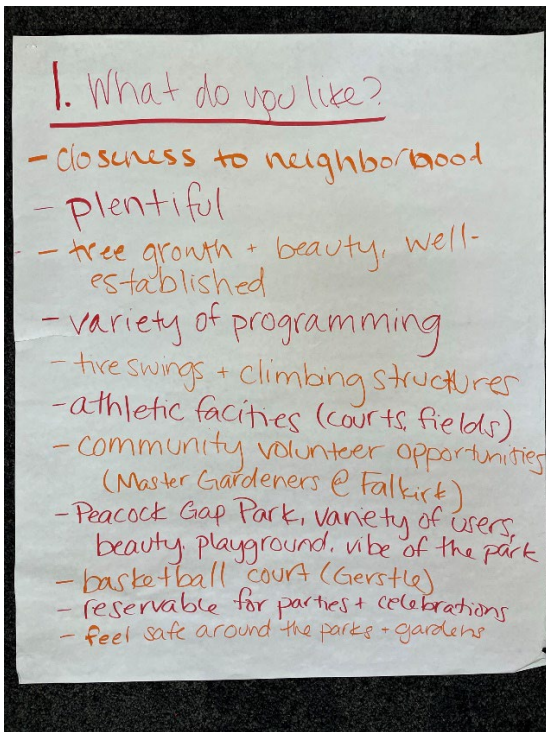 1. What do you like?
- closeness to neighborhood
- plentiful
- tree growth + beauty, well-
established
- variety of programming
- tire swings + climbing structures
- athletic facities (courts, fields)
- community volunteer opportunities
(Master Gardeners @ Falkirk)
- Peacock Gap Park, variety of users,
beauty, playground, vibe of the park
- basketball court (Gerstle)
- reservable for parties + celebrations
- feel safe around the parks + gardens